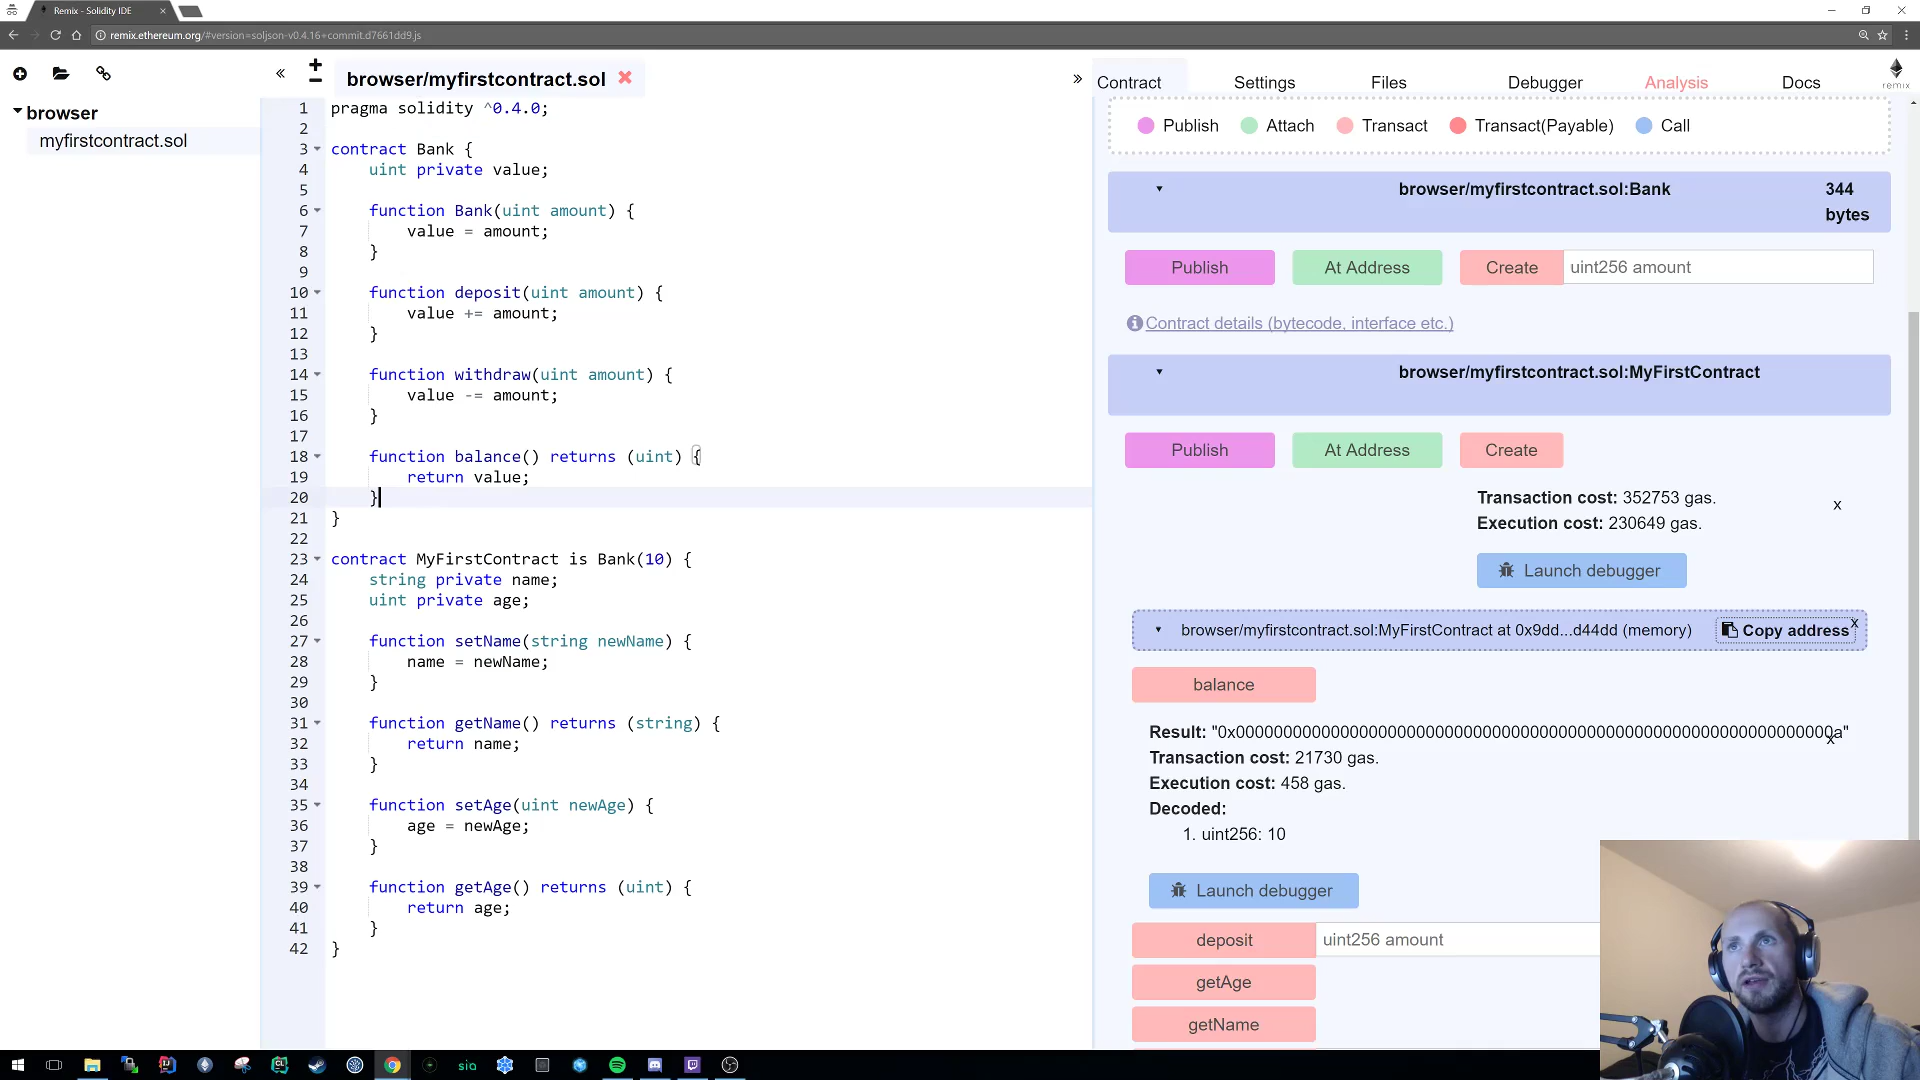 Remix - Solidity IDE
remix.ethereum.org/#version=soljson-v0.4.16+commit.d7661dd9.js
browser/myfirstcontract.sol
Contract
Settings
Files
Debugger
Analysis
Docs
remix
browser
myfirstcontract.sol
1 pragma solidity ^0.4.0;
2
3 contract Bank {
4 uint private value;
5
6 function Bank(uint amount) {
7 value = amount;
8 }
9
10 function deposit(uint amount) {
11 value += amount;
12 }
13
14 function withdraw(uint amount) {
15 value -= amount;
16 }
17
18 function balance() returns (uint) {
19 return value;
20 }
21 }
22
23 contract MyFirstContract is Bank(10) {
24 string private name;
25 uint private age;
26
27 function setName(string newName) {
28 name = newName;
29 }
30
31 function getName() returns (string) {
32 return name;
33 }
34
35 function setAge(uint newAge) {
36 age = newAge;
37 }
38
39 function getAge() returns (uint) {
40 return age;
41 }
42 }
Publish Attach Transact Transact(Payable) Call
browser/myfirstcontract.sol:Bank
344
bytes
Publish At Address Create uint256 amount
Contract details (bytecode, interface etc.)
browser/myfirstcontract.sol:MyFirstContract
Publish At Address Create
Transaction cost: 352753 gas.
x
Execution cost: 230649 gas.
Launch debugger
browser/myfirstcontract.sol:MyFirstContract at 0x9dd...d44dd (memory)
Copy address
x
balance
Result: "0x000000000000000000000000000000000000000000000000000000000000000a"
x
Transaction cost: 21730 gas.
Execution cost: 458 gas.
Decoded:
1. uint256: 10
Launch debugger
deposit uint256 amount
getAge
getName
sia